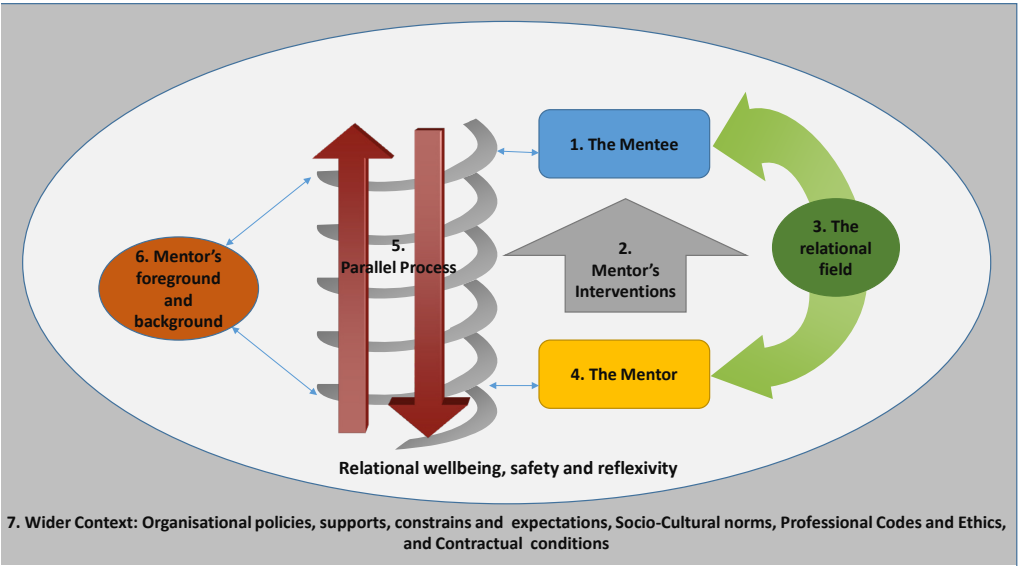 1. The Mentee
2.
Mentor's
Interventions
3. The
relational
field
4. The Mentor
5.
Parallel Process
6. Mentor's
foreground
and
background
Relational wellbeing, safety and reflexivity
7. Wider Context: Organisational policies, supports, constrains and expectations, Socio-Cultural norms, Professional Codes and Ethics,
and Contractual conditions